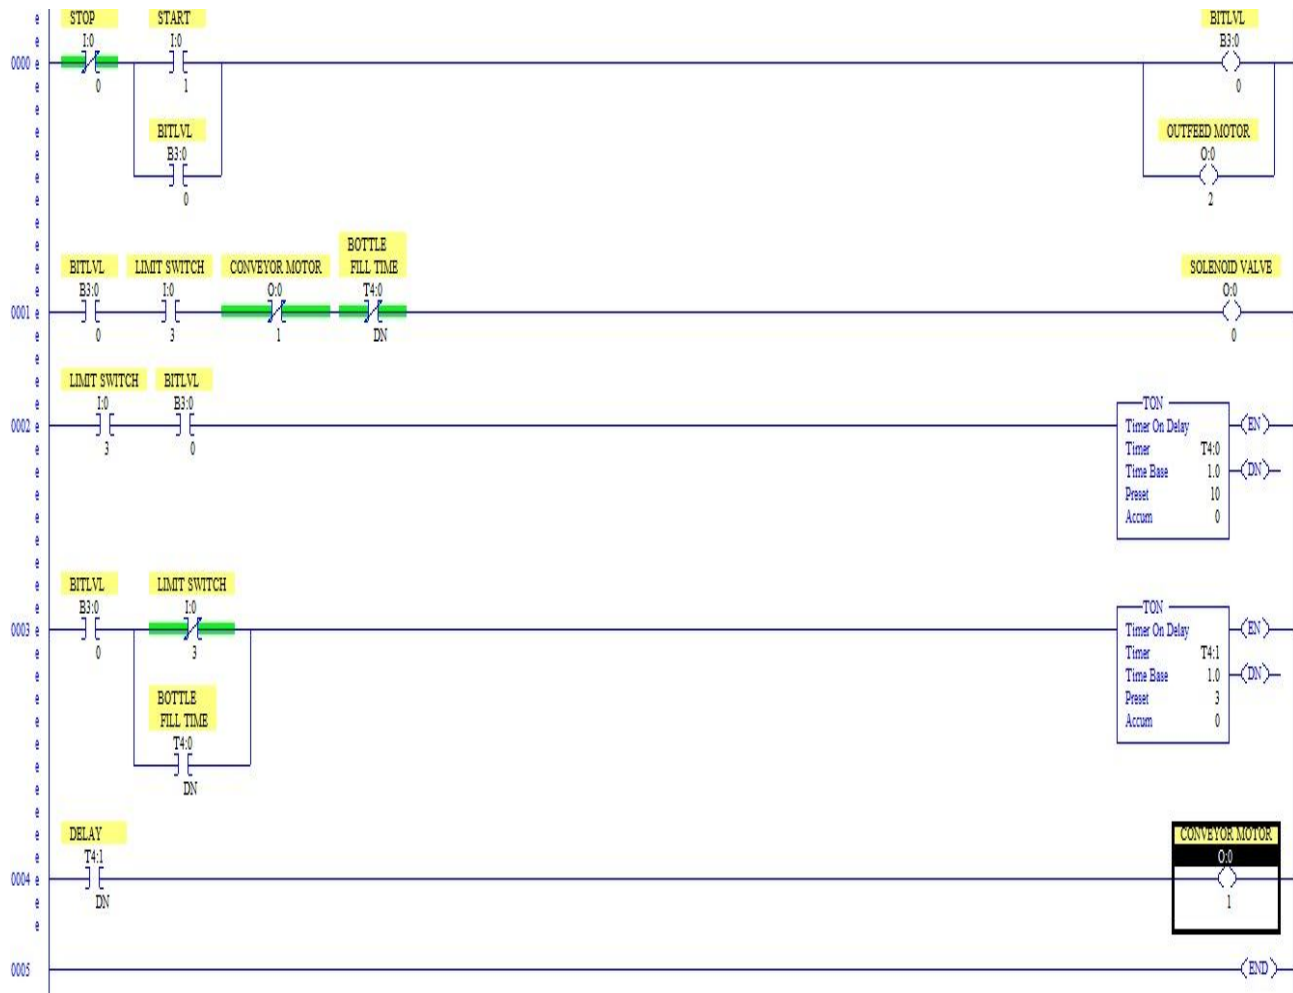 STOP START BITLVL
I:0 I:0 B3:0
0000
0 1 0
BITLVL OUTFEED MOTOR
B3:0 O:0
0 2
BOTTLE
BITLVL LIMIT SWITCH CONVEYOR MOTOR FILL TIME SOLENOID VALVE
B3:0 I:0 O:0 T4:0 O:0
0001
0 3 1 DN 0
LIMIT SWITCH BITLVL
I:0 B3:0 TON
0002 Timer On Delay EN
3 0 Timer T4:0
Time Base 1.0 DN
Preset 10
Accum 0
BITLVL LIMIT SWITCH
B3:0 I:0 TON
0003 Timer On Delay EN
0 3 Timer T4:1
Time Base 1.0 DN
BOTTLE Preset 3
FILL TIME Accum 0
T4:0
DN
DELAY CONVEYOR MOTOR
T4:1 O:0
0004
DN 1
0005 END
e e e e e e e e e e e e e e e e e e e e e e e e e e e e e e e e e e e e e e e e e